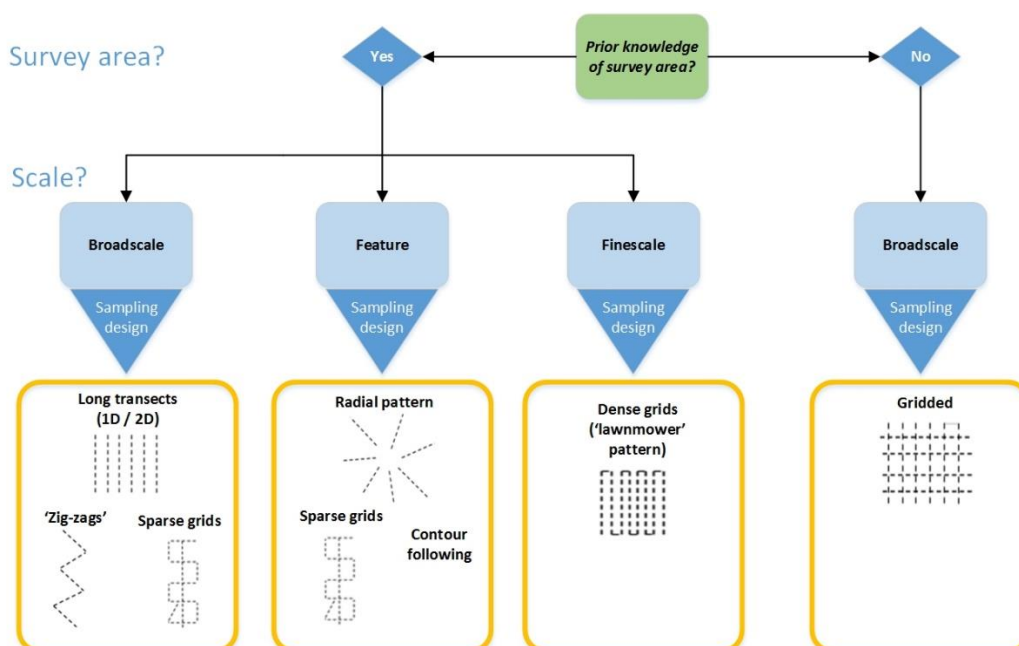 Survey area?
Yes
Prior knowledge
of survey area?
No
Scale?
Broadscale
Feature
Finescale
Broadscale
Sampling
design
Sampling
design
Sampling
design
Sampling
design
Long transects
(1D / 2D)
'Zig-zags'
Sparse grids
Radial pattern
Sparse grids
Contour
following
Dense grids
('lawnmower'
pattern)
Gridded